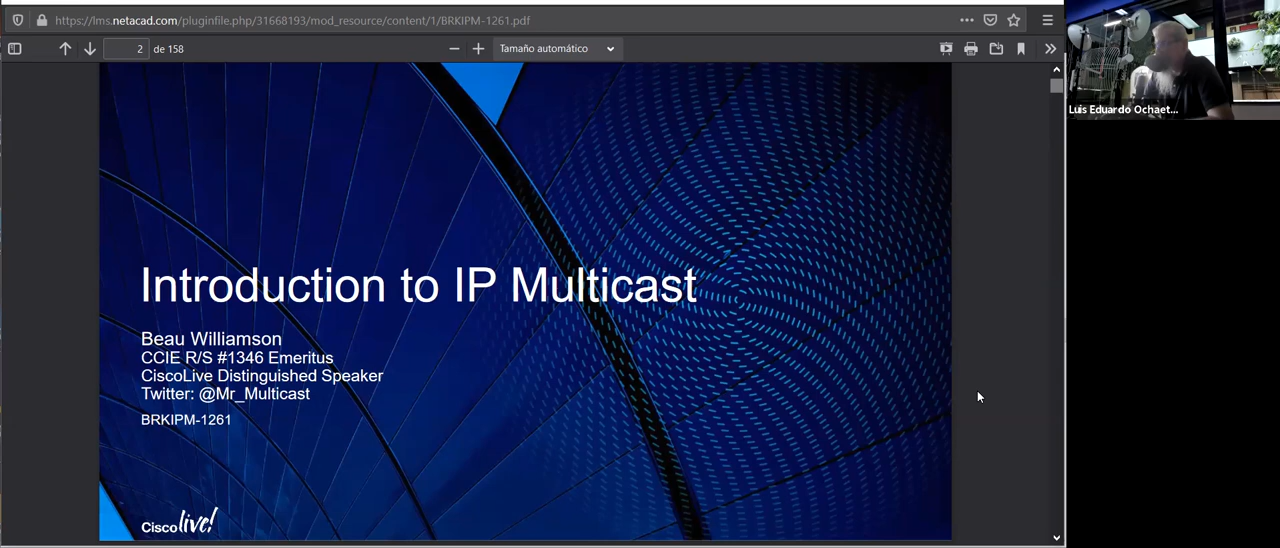 https://lms.netacad.com/pluginfile.php/31668193/mod_resource/content/1/BRKIPM-1261.pdf
2 de 158
Tamaño automático
Luis Eduardo Ochaet...
Introduction to IP Multicast
Beau Williamson
CCIE R/S #1346 Emeritus
CiscoLive Distinguished Speaker
Twitter: @Mr_Multicast
BRKIPM-1261
Cisco live!